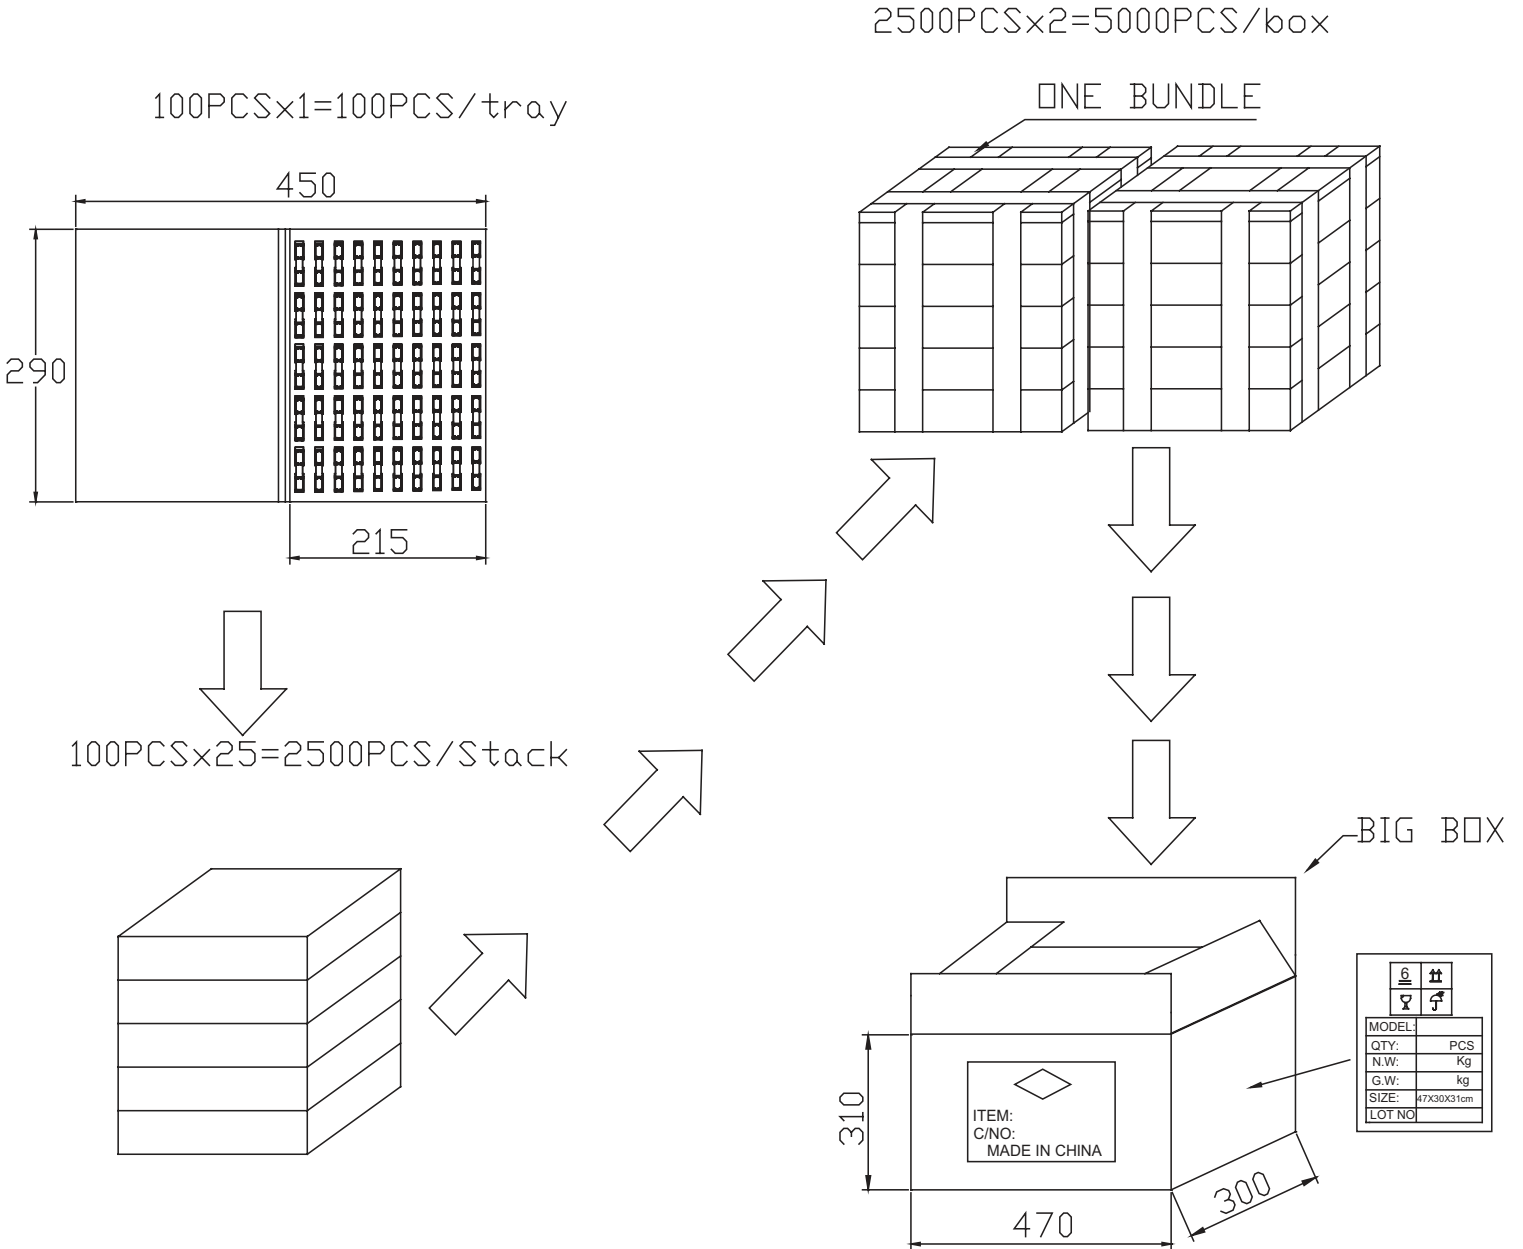 2500PCSx2=5000PCS/box
ONE BUNDLE
100PCSx1=100PCS/tray
450
290
215
100PCSx25=2500PCS/Stack
BIG BOX
6
MODEL:
QTY: PCS
N.W: Kg
G.W: kg
SIZE: 47X30X31cm
LOT NO
310
ITEM:
C/NO:
MADE IN CHINA
300
470